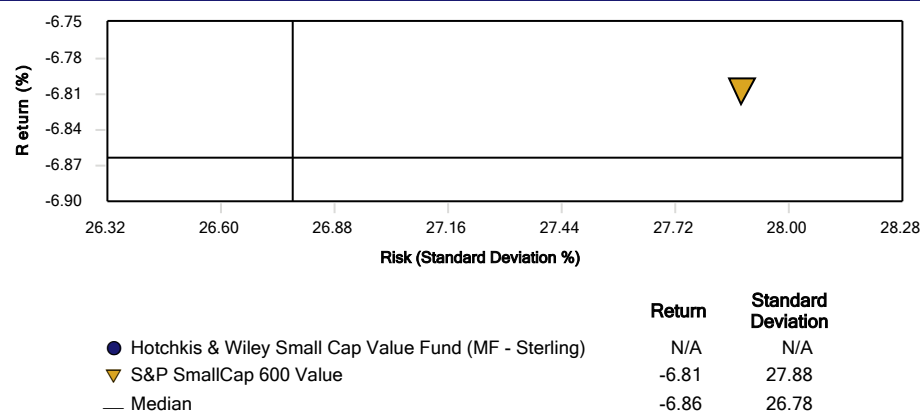 -6.75
-6.78
-6.81
-6.84
-6.87
-6.90
Return (%)
26.32 26.60 26.88 27.16 27.44 27.72 28.00 28.28
Risk (Standard Deviation %)
Return Standard Deviation
Hotchkis & Wiley Small Cap Value Fund (MF - Sterling) N/A N/A
S&P SmallCap 600 Value -6.81 27.88
Median -6.86 26.78